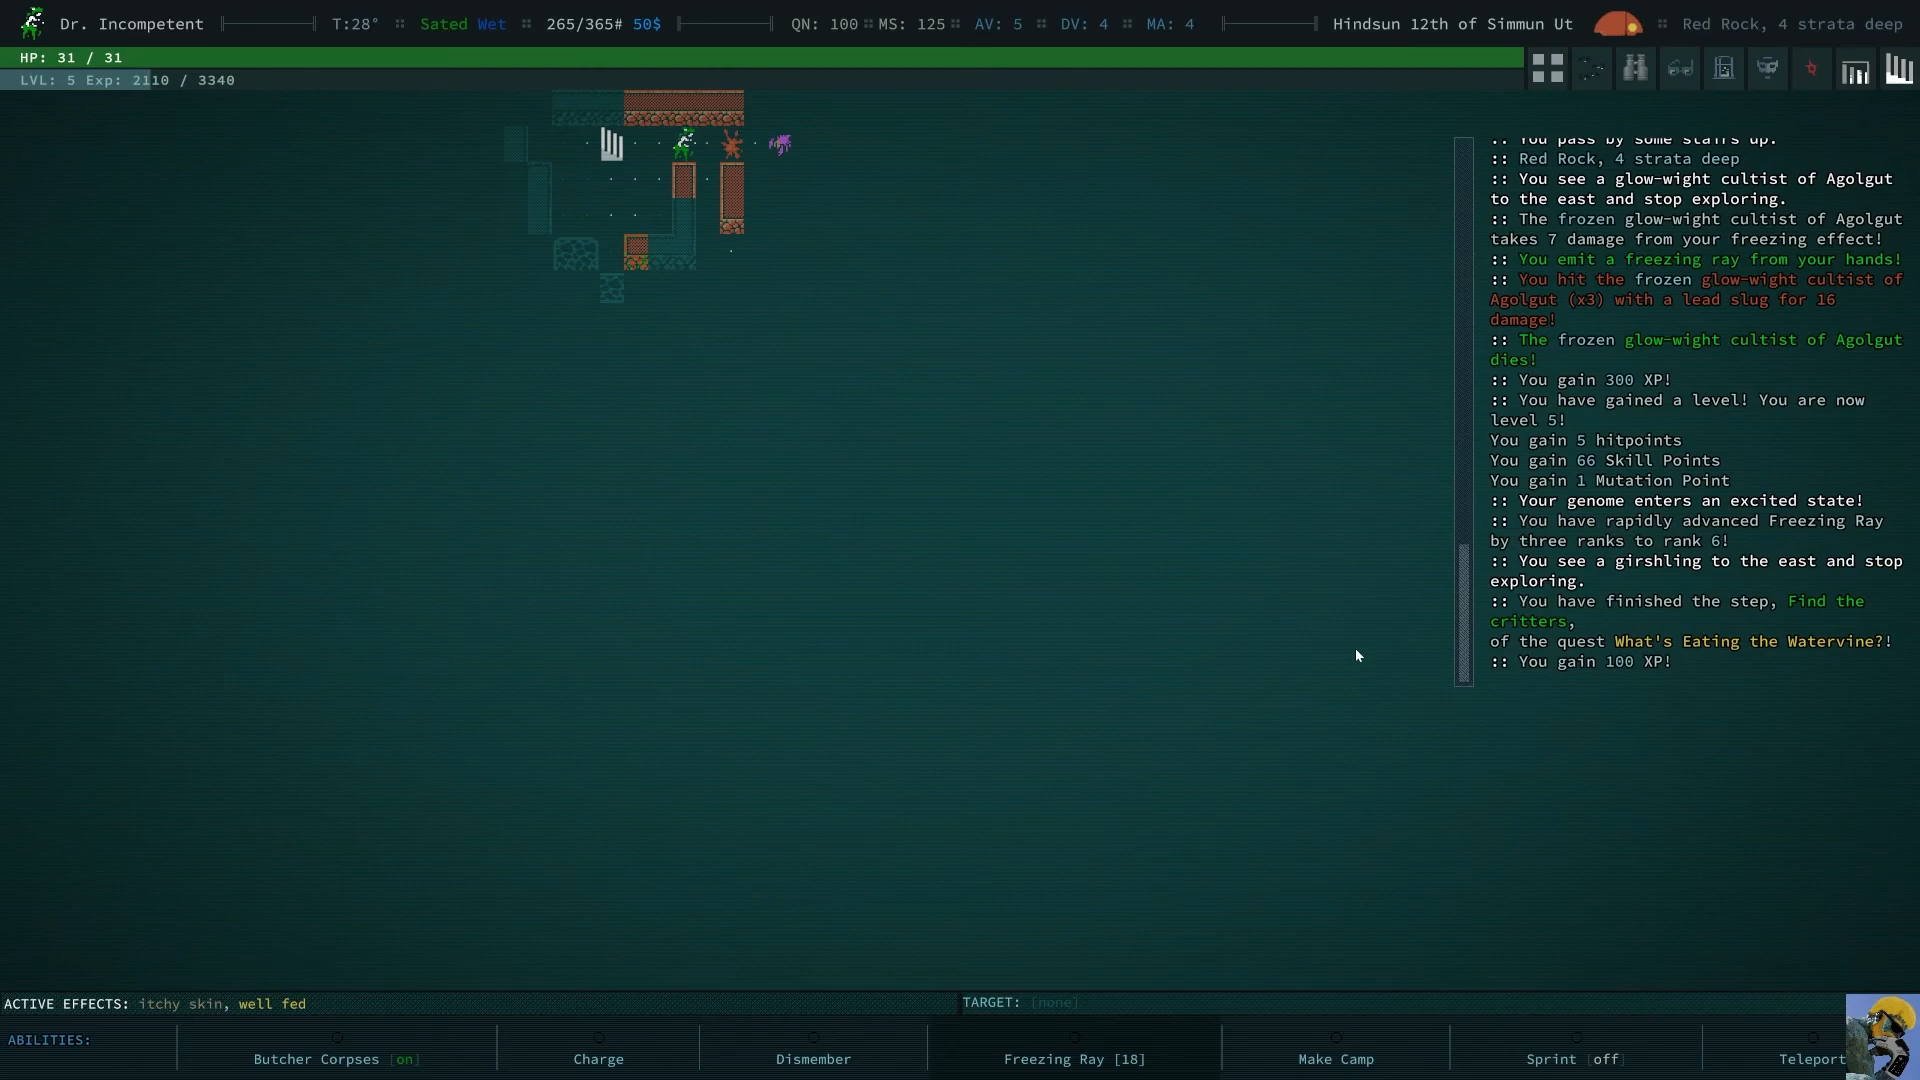 Dr. Incompetent T:28° Sated Wet 265/365# 50$ QN: 100 MS: 125 AV: 5 DV: 4 MA: 4 Hindsun 12th of Simmun Ut Red Rock, 4 strata deep
HP: 31 / 31
LVL: 5 Exp: 2110 / 3340
:: You pass by some stairs up.
:: Red Rock, 4 strata deep
:: You see a glow-wight cultist of Agolgut
to the east and stop exploring.
:: The frozen glow-wight cultist of Agolgut
takes 7 damage from your freezing effect!
:: You emit a freezing ray from your hands!
:: You hit the frozen glow-wight cultist of
Agolgut (x3) with a lead slug for 16
damage!
:: The frozen glow-wight cultist of Agolgut
dies!
:: You gain 300 XP!
:: You have gained a level! You are now
level 5!
You gain 5 hitpoints
You gain 66 Skill Points
You gain 1 Mutation Point
:: Your genome enters an excited state!
:: You have rapidly advanced Freezing Ray
by three ranks to rank 6!
:: You see a girshling to the east and stop
exploring.
:: You have finished the step, Find the
critters,
of the quest What's Eating the Watervine?!
:: You gain 100 XP!
ACTIVE EFFECTS: itchy skin, well fed
TARGET: [none]
ABILITIES: Butcher Corpses [on] Charge Dismember Freezing Ray [18] Make Camp Sprint [off] Teleport